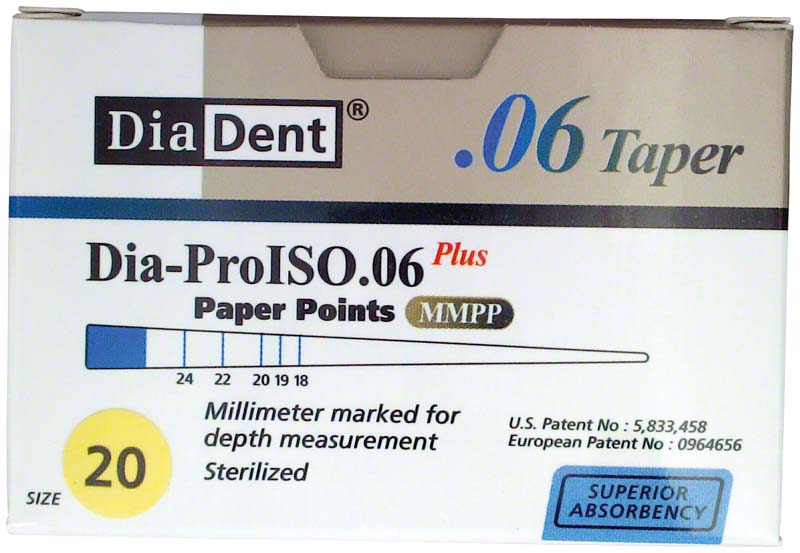 DiaDent®
.06 Taper
Dia-ProISO.06 Plus
Paper Points MMPP
24 22 20 19 18
Millimeter marked for
depth measurement
Sterilized
U.S. Patent No : 5,833,458
European Patent No : 0964656
SIZE 20
SUPERIOR
ABSORBENCY